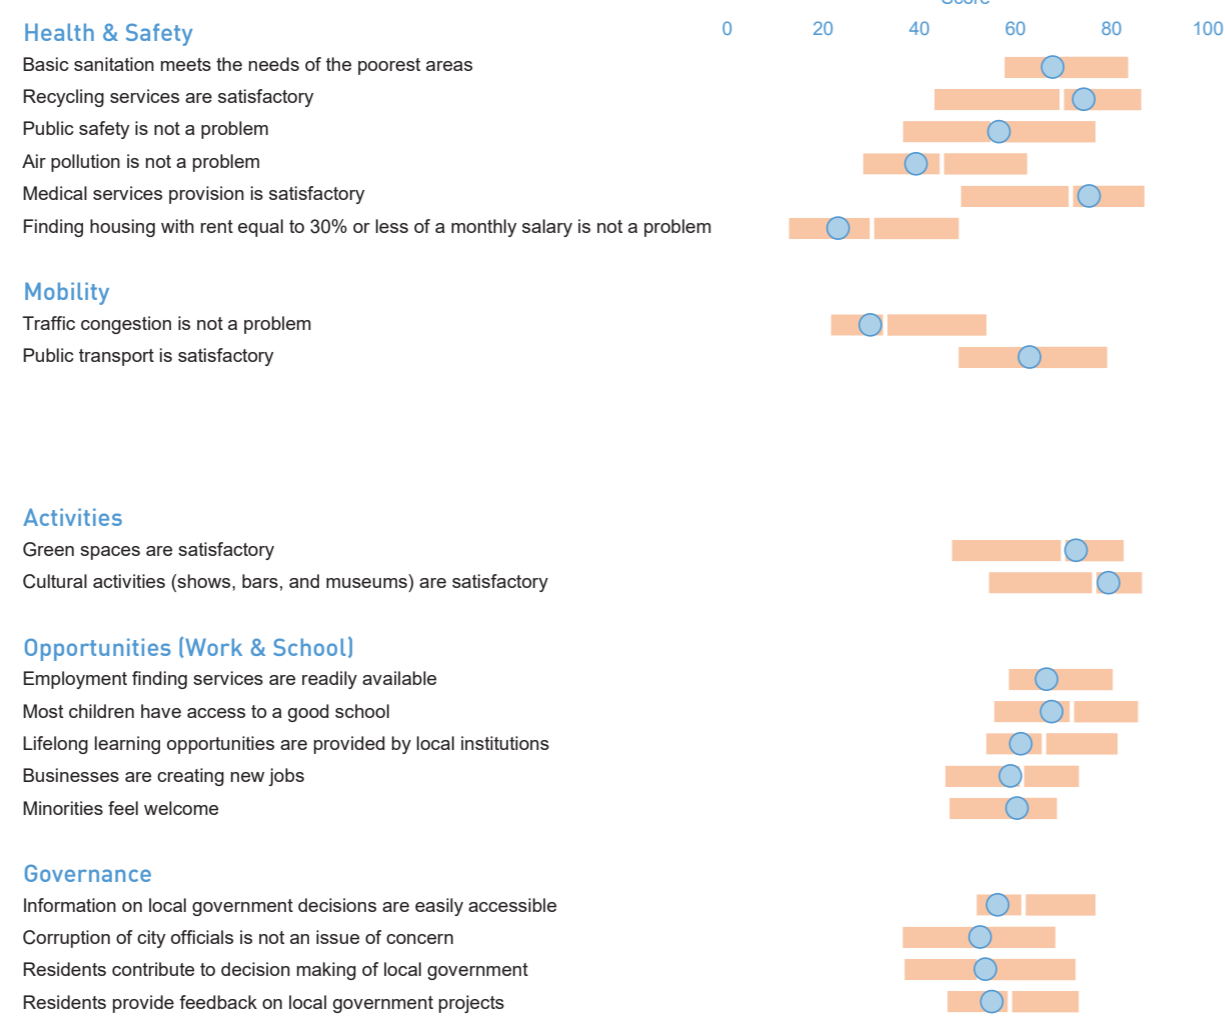 Score
Health & Safety 0 20 40 60 80 100
Basic sanitation meets the needs of the poorest areas
Recycling services are satisfactory
Public safety is not a problem
Air pollution is not a problem
Medical services provision is satisfactory
Finding housing with rent equal to 30% or less of a monthly salary is not a problem
Mobility
Traffic congestion is not a problem
Public transport is satisfactory
Activities
Green spaces are satisfactory
Cultural activities (shows, bars, and museums) are satisfactory
Opportunities (Work & School)
Employment finding services are readily available
Most children have access to a good school
Lifelong learning opportunities are provided by local institutions
Businesses are creating new jobs
Minorities feel welcome
Governance
Information on local government decisions are easily accessible
Corruption of city officials is not an issue of concern
Residents contribute to decision making of local government
Residents provide feedback on local government projects